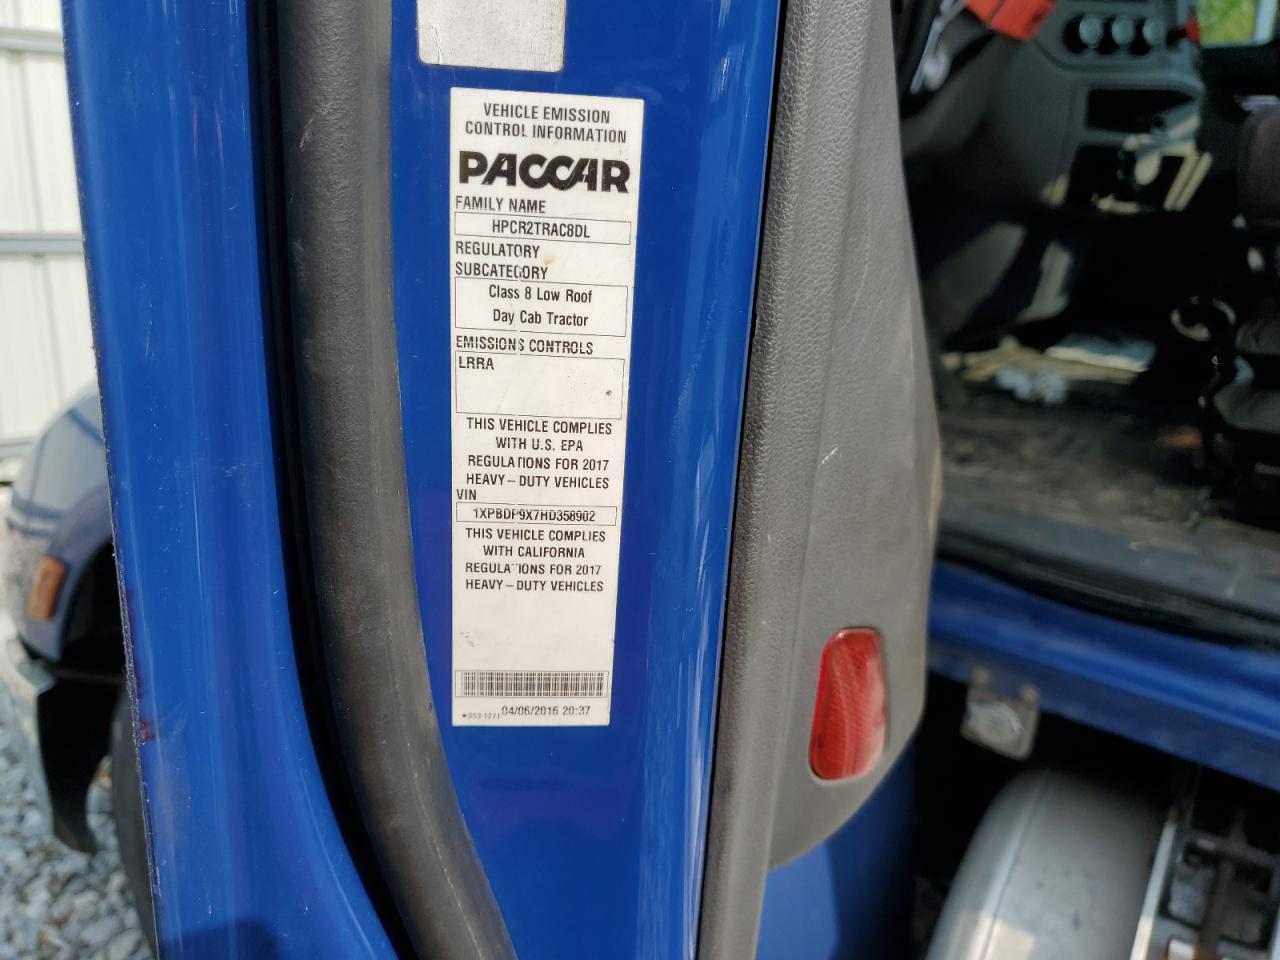 VEHICLE EMISSION
CONTROL INFORMATION
PACCAR
FAMILY NAME
HPCR2TRAC8DL
REGULATORY
SUBCATEGORY
Class 8 Low Roof
Day Cab Tractor
EMISSIONS CONTROLS
LRRA
THIS VEHICLE COMPLIES
WITH U.S. EPA
REGULATIONS FOR 2017
HEAVY-DUTY VEHICLES
VIN
1XPBDP9X7HD358902
THIS VEHICLE COMPLIES
WITH CALIFORNIA
REGULATIONS FOR 2017
HEAVY-DUTY VEHICLES
*S53-1271 04/06/2016 20:37